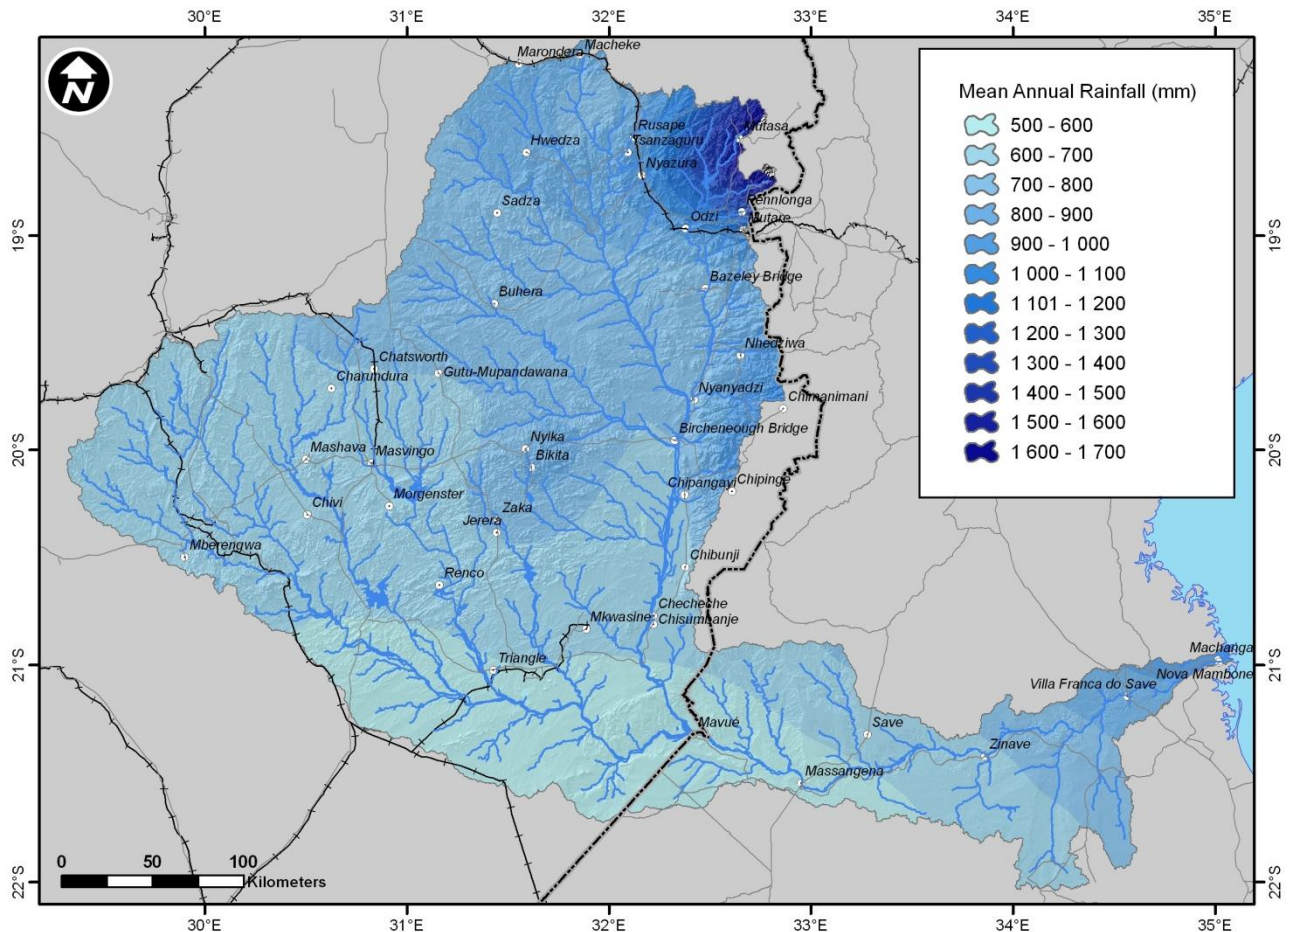 30°E 31°E 32°E 33°E 34°E 35°E
N
Marondera Macheke
Mean Annual Rainfall (mm)
500 - 600
600 - 700
700 - 800
800 - 900
900 - 1 000
1 000 - 1 100
1 101 - 1 200
1 200 - 1 300
1 300 - 1 400
1 400 - 1 500
1 500 - 1 600
1 600 - 1 700
Rusape Mutasa
Hwedza Tsanzaguru
Nyazura
Sadza Pennlonga
Odzi Mutare
19°S 19°S
Bazeley Bridge
Buhera
Nhedziwa
Chatsworth
Charundura Gutu-Mupandawana
Nyanyadzi Chimanimani
Nyika Bircheneough Bridge
Mashava Masvingo
20°S 20°S
Bikita
Chipangayi Chipinge
Chivi Morgenster Zaka
Jerera
Mberengwa Chibunji
Renco
Mkwasine Checheche
Chisumbanje
Triangle Machanga
21°S 21°S
Nova Mambone
Villa Franca do Save
Mavue Save
Zinave
Massangena
0 50 100
Kilometers
22°S 22°S
30°E 31°E 32°E 33°E 34°E 35°E